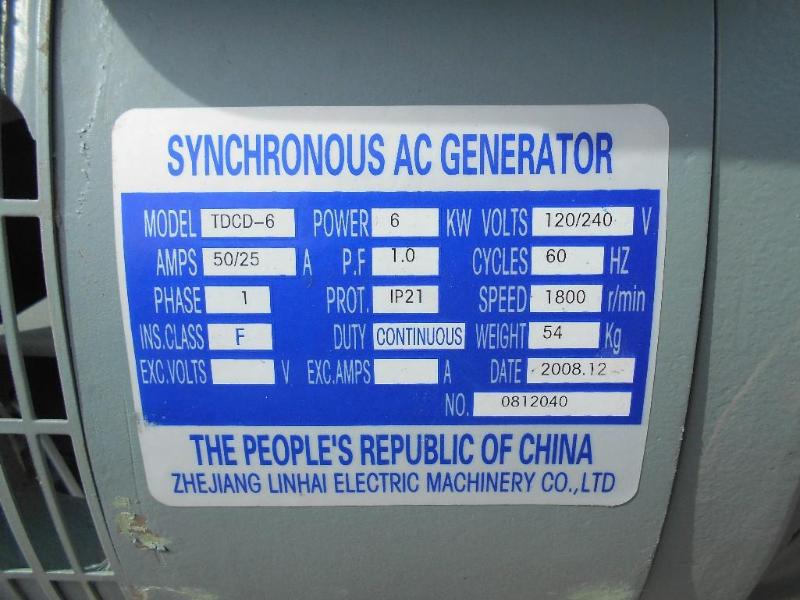 SYNCHRONOUS AC GENERATOR
MODEL TDCD-6 POWER 6 KW VOLTS 120/240 V
AMPS 50/25 A P.F 1.0 CYCLES 60 HZ
PHASE 1 PROT. IP21 SPEED 1800 r/min
INS.CLASS F DUTY CONTINUOUS WEIGHT 54 Kg
EXC.VOLTS V EXC.AMPS A DATE 2008.12
NO. 0812040
THE PEOPLE'S REPUBLIC OF CHINA
ZHEJIANG LINHAI ELECTRIC MACHINERY CO.,LTD